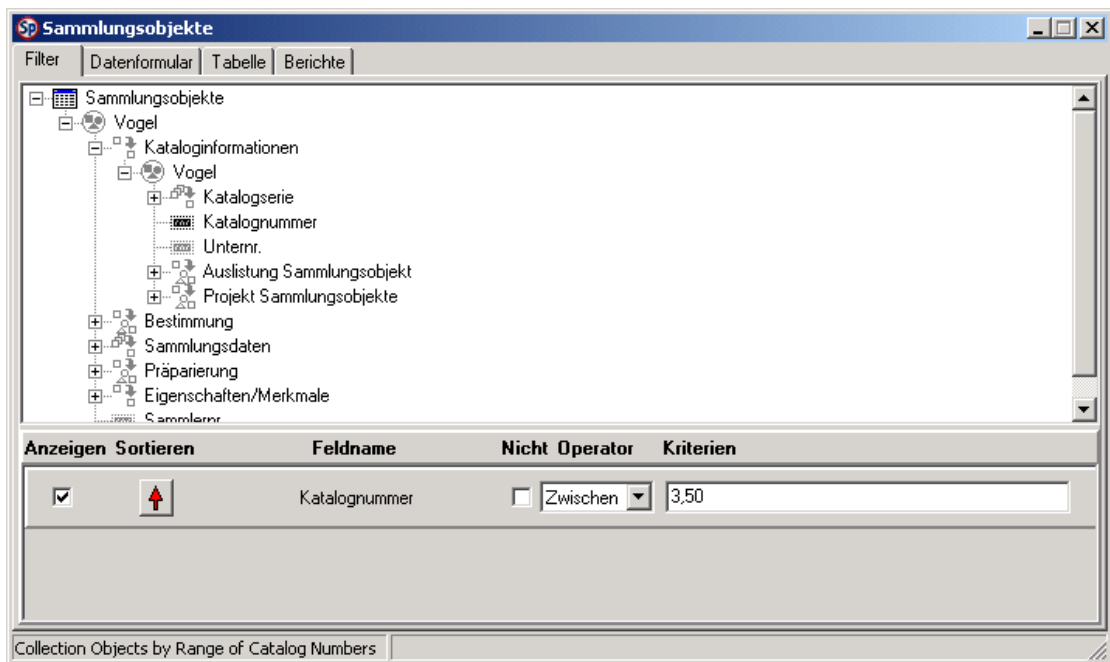 Sp Sammlungsobjekte
Filter Datenformular Tabelle Berichte
Sammlungsobjekte
Vogel
Kataloginformationen
Vogel
Katalogserie
Katalognummer
Unternr.
Auslistung Sammlungsobjekt
Projekt Sammlungsobjekte
Bestimmung
Sammlungsdaten
Präparierung
Eigenschaften/Merkmale
Sammlernr.
Anzeigen Sortieren Feldname Nicht Operator Kriterien
Katalognummer Zwischen 3,50
Collection Objects by Range of Catalog Numbers